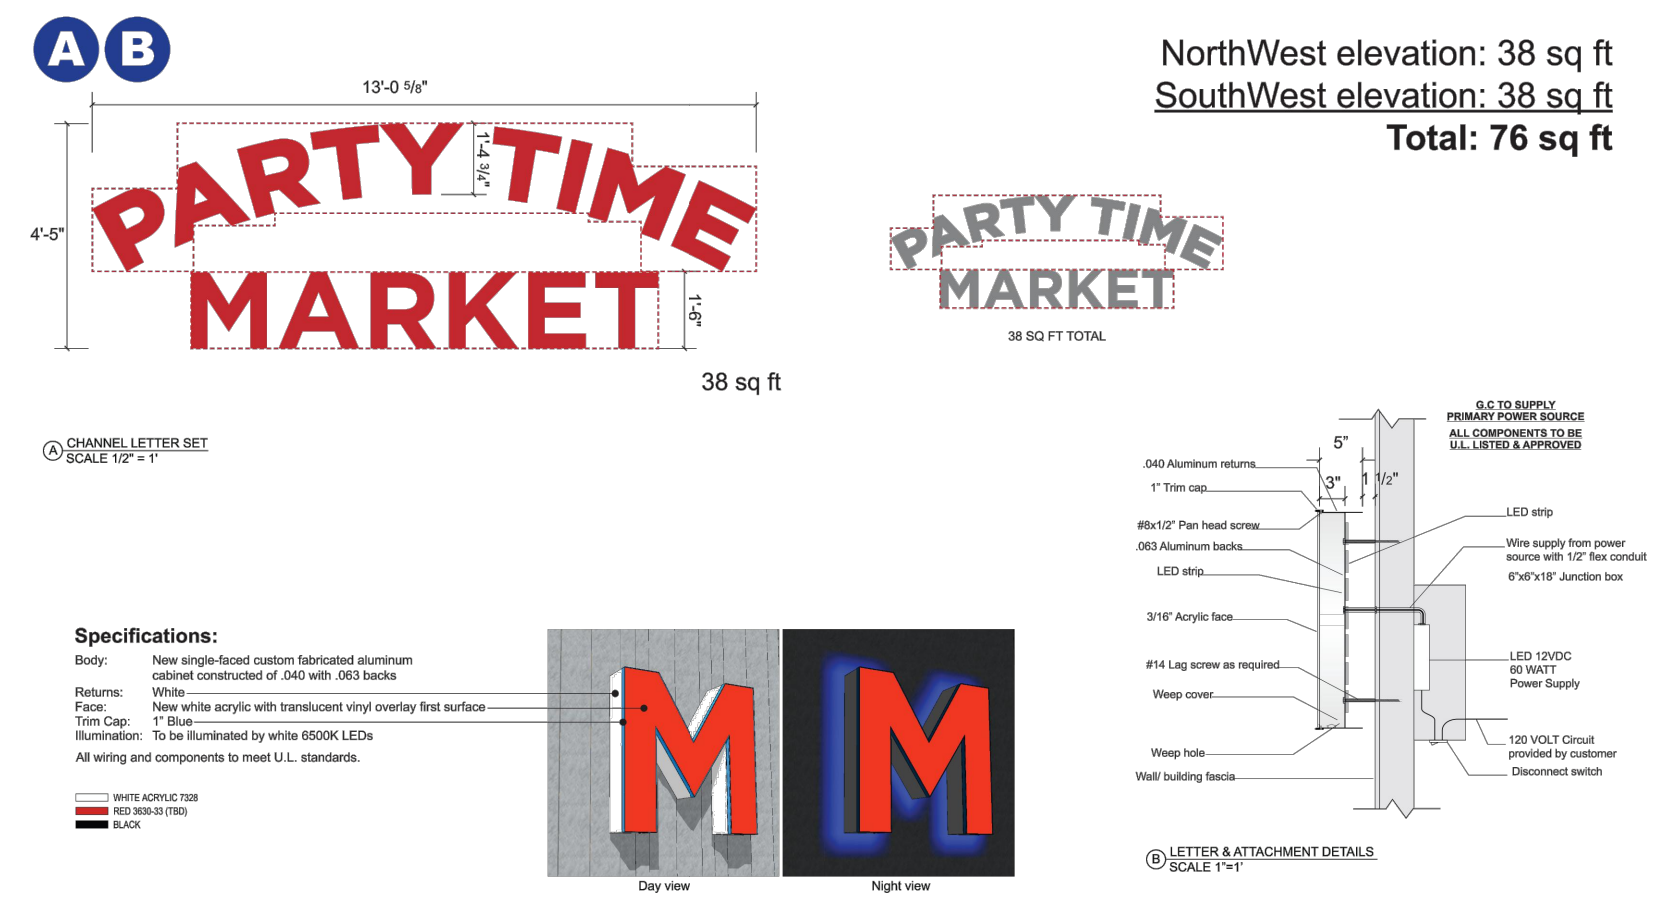 A B
NorthWest elevation: 38 sq ft
SouthWest elevation: 38 sq ft
Total: 76 sq ft
13'-0 5/8"
4'-5"
1'-4 3/4"
PARTY TIME
MARKET
1'-6"
38 sq ft
PARTY TIME
MARKET
38 SQ FT TOTAL
A CHANNEL LETTER SET
SCALE 1/2" = 1'
G.C TO SUPPLY
PRIMARY POWER SOURCE
ALL COMPONENTS TO BE
U.L. LISTED & APPROVED
5”
3"
1 1/2"
.040 Aluminum returns
1” Trim cap
#8x1/2” Pan head screw
.063 Aluminum backs
LED strip
3/16” Acrylic face
#14 Lag screw as required
Weep cover
Weep hole
Wall/ building fascia
LED strip
Wire supply from power
source with 1/2” flex conduit
6”x6”x18” Junction box
LED 12VDC
60 WATT
Power Supply
120 VOLT Circuit
provided by customer
Disconnect switch
B LETTER & ATTACHMENT DETAILS
SCALE 1”=1’
Specifications:
Body: New single-faced custom fabricated aluminum
cabinet constructed of .040 with .063 backs
Returns: White
Face: New white acrylic with translucent vinyl overlay first surface
Trim Cap: 1” Blue
Illumination: To be illuminated by white 6500K LEDs
All wiring and components to meet U.L. standards.
WHITE ACRYLIC 7328
RED 3630-33 (TBD)
BLACK
M
M
Day view
Night view